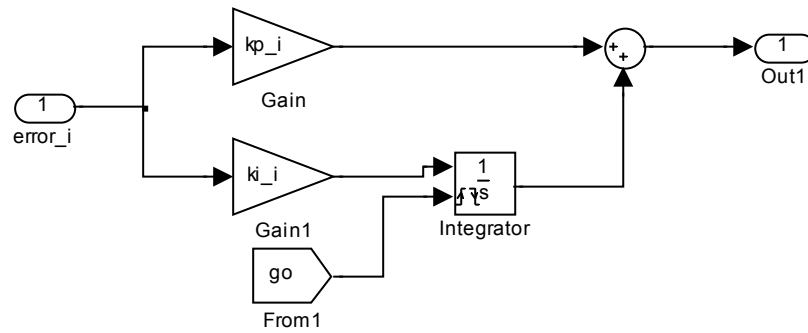 kp_i
Gain
1
error_i
ki_i
Gain1
1
s
Integrator
go
From1
+
+
1
Out1